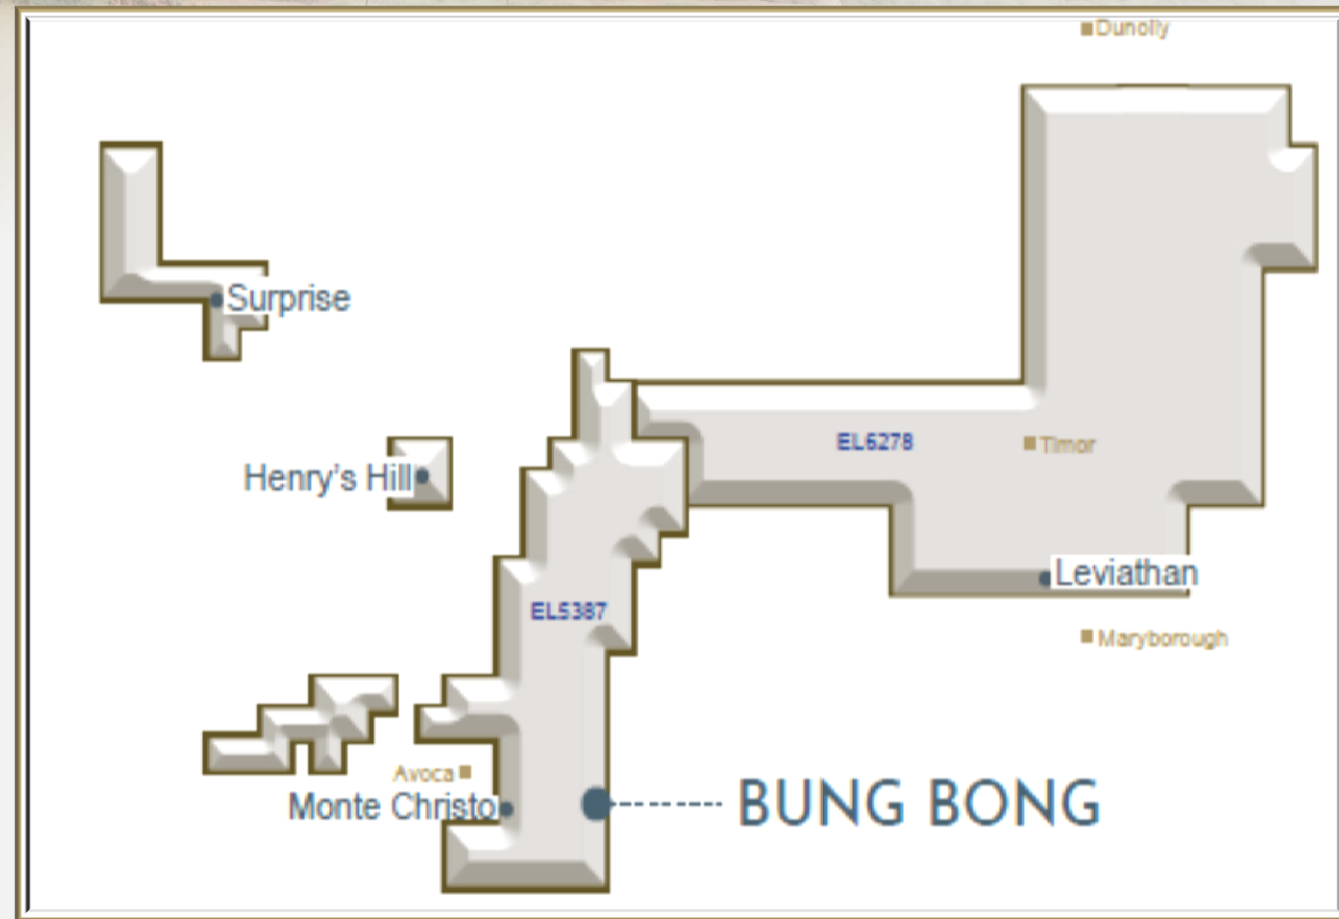 Dunolly
Surprise
EL6278
Timor
Henry's Hill
Leviathan
EL5387
Maryborough
Avoca
Monte Christo
BUNG BONG